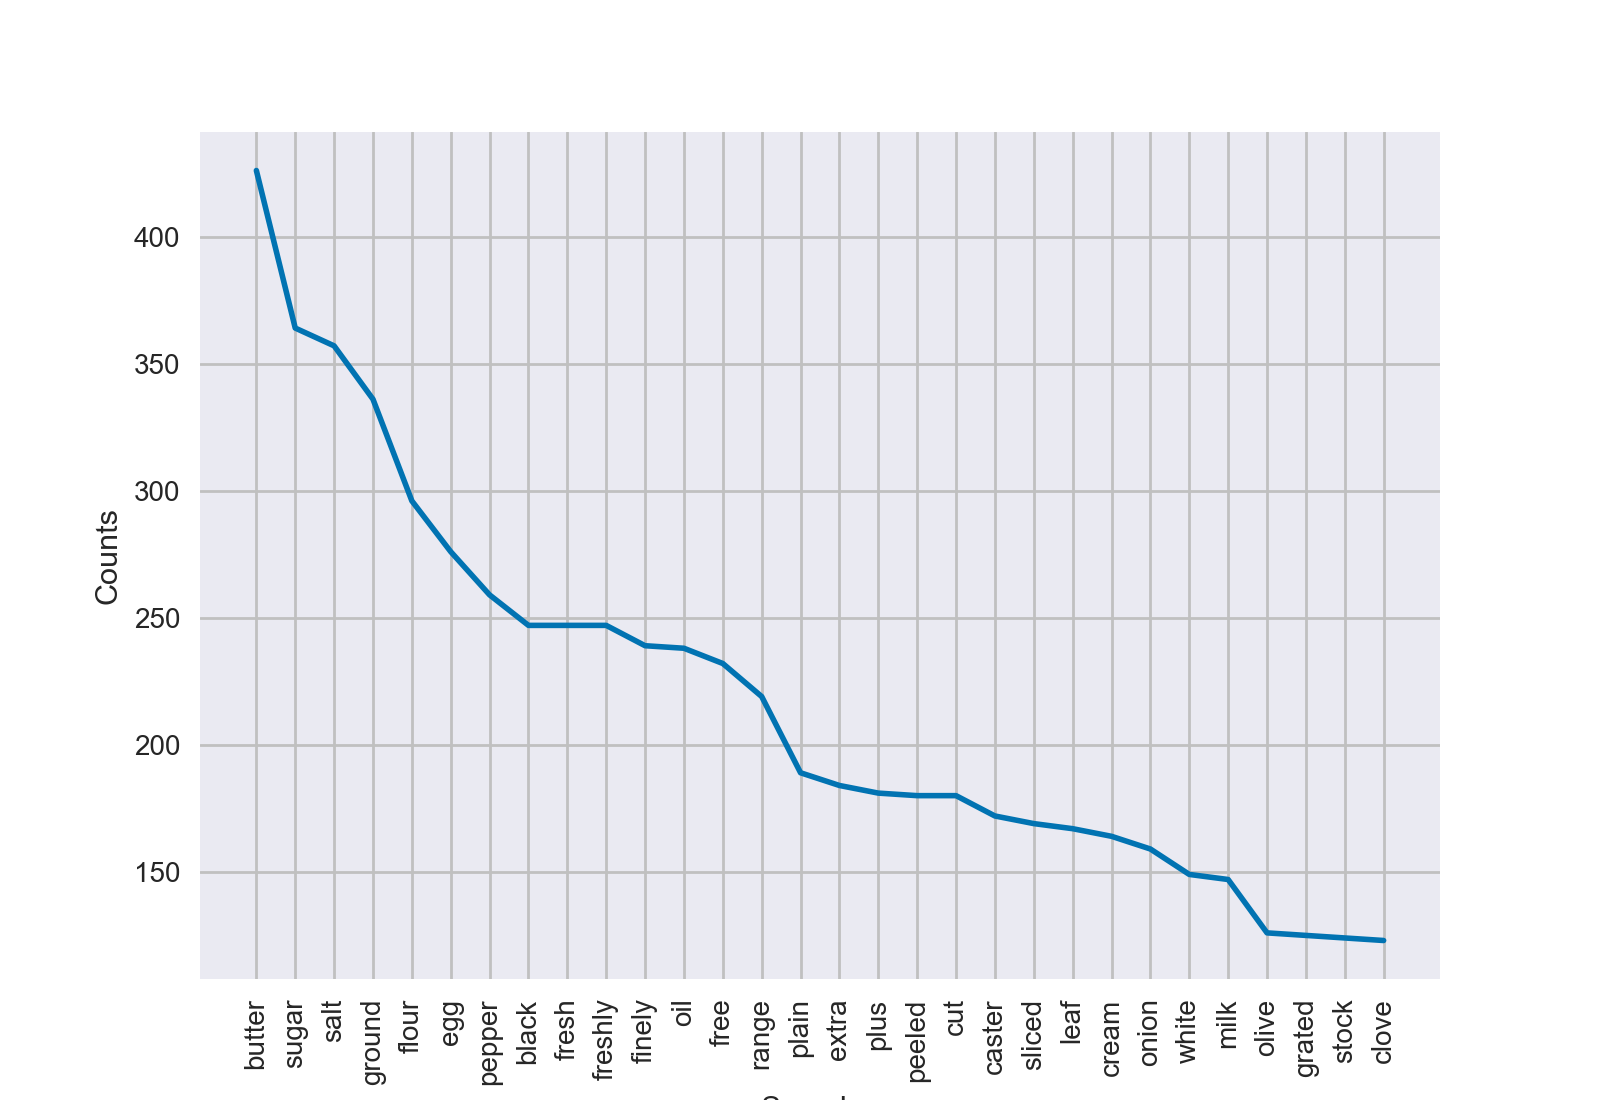 400
350
300
250
200
150
Counts
butter
sugar
salt
ground
flour
egg
pepper
black
fresh
freshly
finely
oil
free
range
plain
extra
plus
peeled
cut
caster
sliced
leaf
cream
onion
white
milk
olive
grated
stock
clove